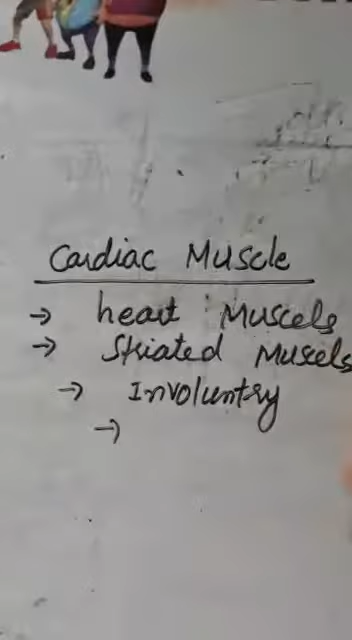 Cardiac Muscle
→ heart Muscels
→ Striated Muscels
→ Involuntry
→